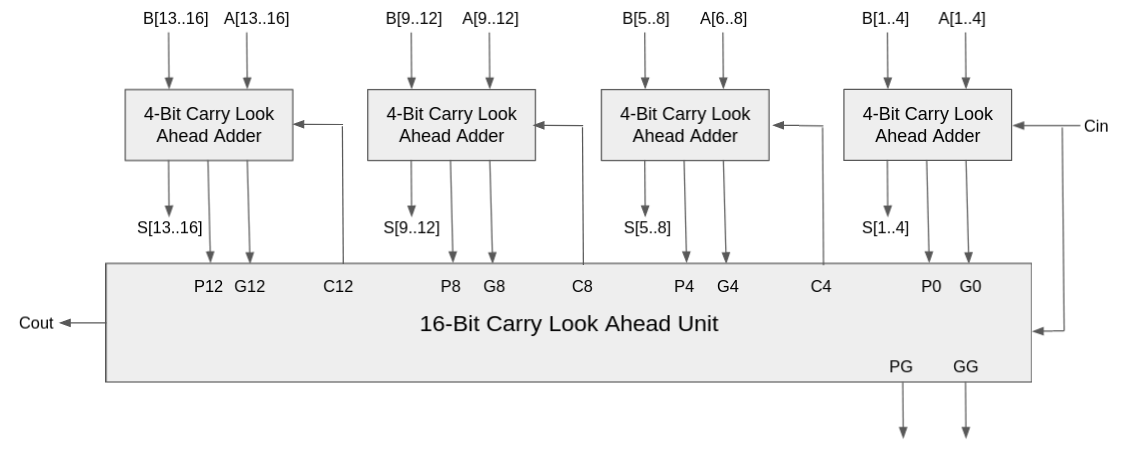 B[13..16] A[13..16] B[9..12] A[9..12] B[5..8] A[6..8] B[1..4] A[1..4]
4-Bit Carry Look 4-Bit Carry Look 4-Bit Carry Look 4-Bit Carry Look
Ahead Adder Ahead Adder Ahead Adder Ahead Adder
Cin
S[13..16] S[9..12] S[5..8] S[1..4]
P12 G12 C12 P8 G8 C8 P4 G4 C4 P0 G0
Cout 16-Bit Carry Look Ahead Unit
PG GG